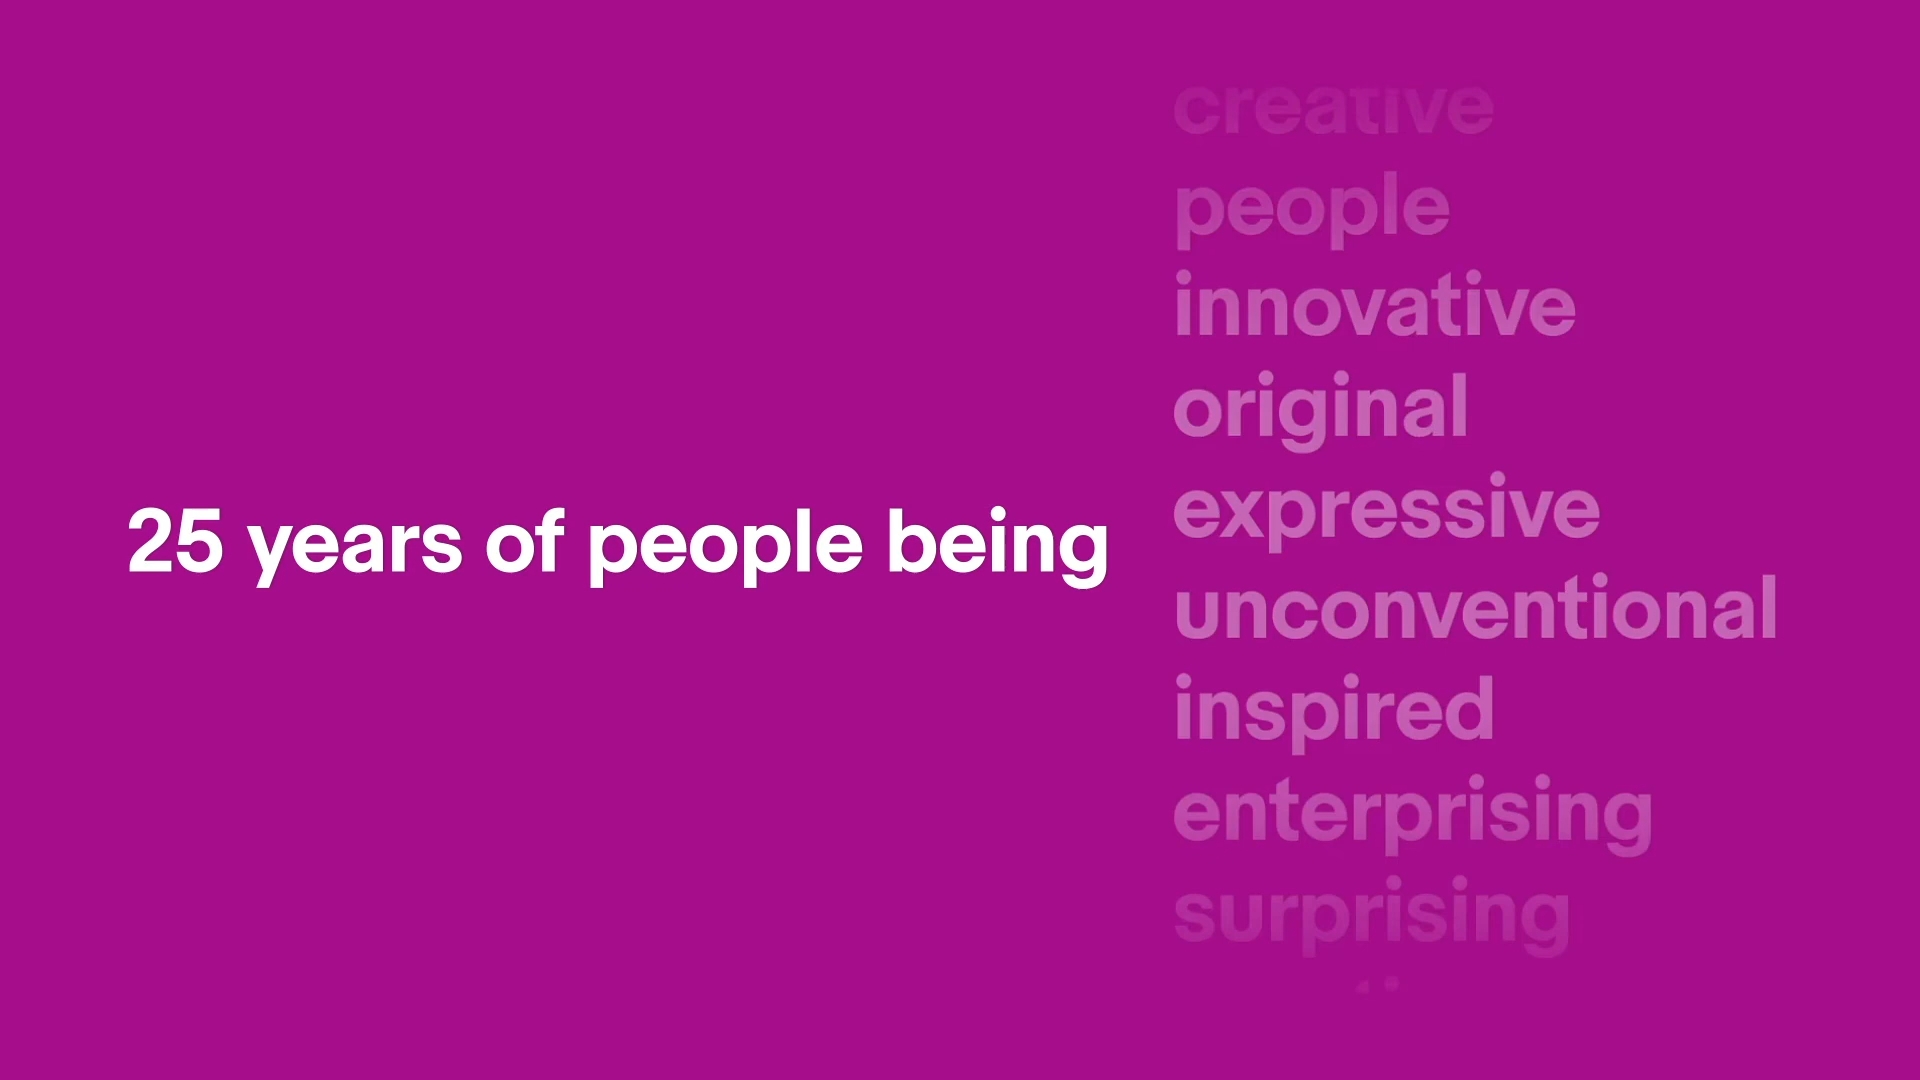 25 years of people being
creative
people
innovative
original
expressive
unconventional
inspired
enterprising
surprising